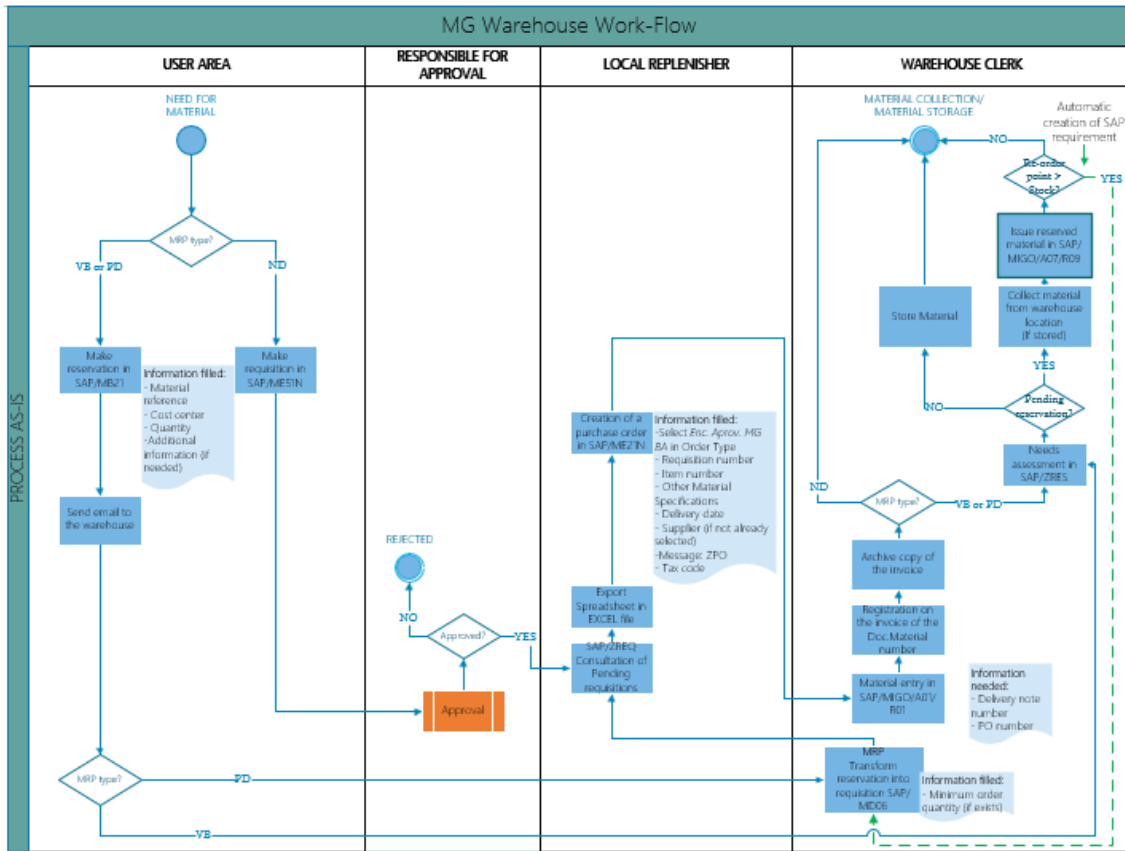 MG Warehouse Work-Flow
PROCESS AS-IS
USER AREA
RESPONSIBLE FOR
APPROVAL
LOCAL REPLENISHER
WAREHOUSE CLERK
NEED FOR
MATERIAL
MRP type?
VB or PD
ND
Make
reservation in
SAP/MB21
Information filled:
- Material
reference
- Cost center
- Quantity
-Additional
information (if
needed)
Make
requisition in
SAP/ME51N
Send email to
the warehouse
MRP type?
PD
VB
REJECTED
NO
Approved?
YES
Approval
Creation of a
purchase order
in SAP/ME21N
Information filled:
-Select Enc. Aprov. MG
BA in Order Type
- Requisition number
- Item number
- Other Material
Specifications
- Delivery date
- Supplier (if not already
selected)
-Message: ZPO
- Tax code
Export
Spreadsheet in
EXCEL file
SAP/ZREQ
Consultation of
Pending
requisitions
MATERIAL COLLECTION/
MATERIAL STORAGE
Automatic
creation of SAP
requirement
NO
Re-order
point >
Stock?
YES
Issue reserved
material in SAP/
MIGO/A07/R09
Store Material
Collect material
from warehouse
location
(If stored)
YES
NO
Pending
reservation?
Needs
assessment in
SAP/ZRES
ND
MRP type?
VB or PD
Archive copy of
the invoice
Registration on
the invoice of the
Doc.Material
number
Material entry in
SAP/MIGO/A01/
R01
Information
needed:
- Delivery note
number
- PO number
MRP
Transform
reservation into
requisition SAP/
MD06
Information filled:
- Minimum order
quantity (if exists)